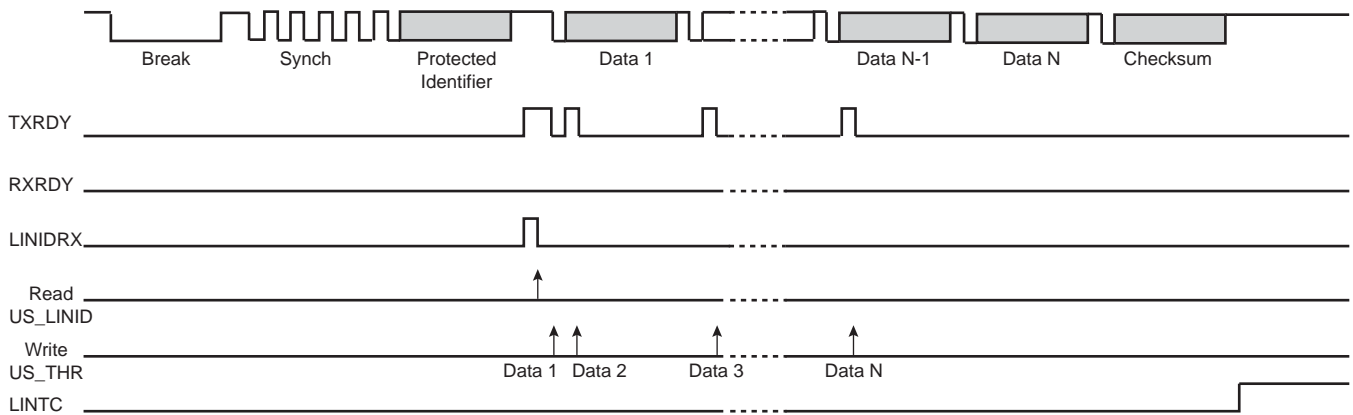 Break Synch Protected Data 1 Data N-1 Data N Checksum
Identifier
TXRDY
RXRDY
LINIDRX
Read
US_LINID
Write
US_THR
Data 1 Data 2 Data 3 Data N
LINTC